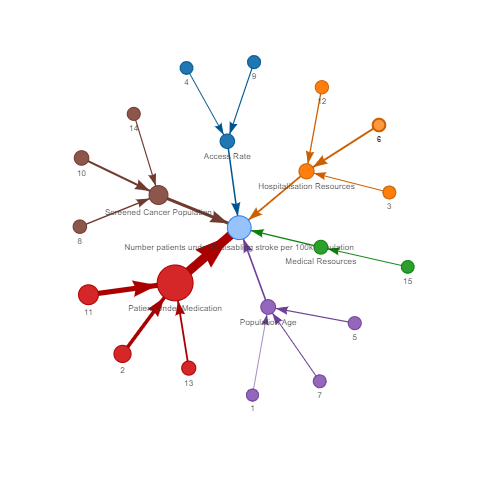 4
9
12
14
6
Access Rate
10
Hospitalisation Resources
3
Screened Cancer Population
8
Number patients under disabling stroke per 100k population
Medical Resources
15
Patients under Medication
11
Population Age
5
2
13
7
1